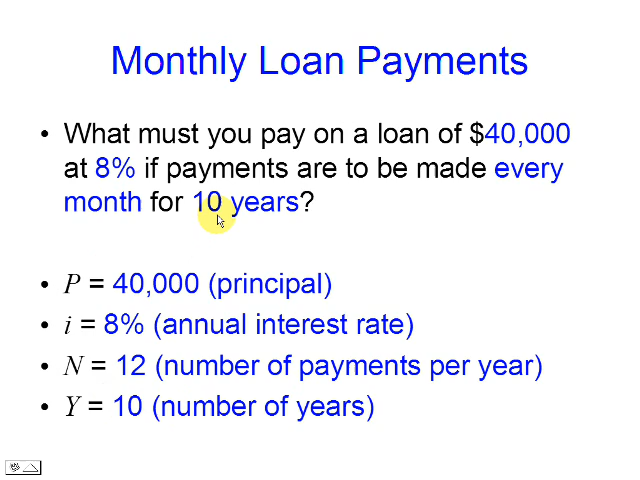 Monthly Loan Payments
• What must you pay on a loan of $40,000
at 8% if payments are to be made every
month for 10 years?
• P = 40,000 (principal)
• i = 8% (annual interest rate)
• N = 12 (number of payments per year)
• Y = 10 (number of years)